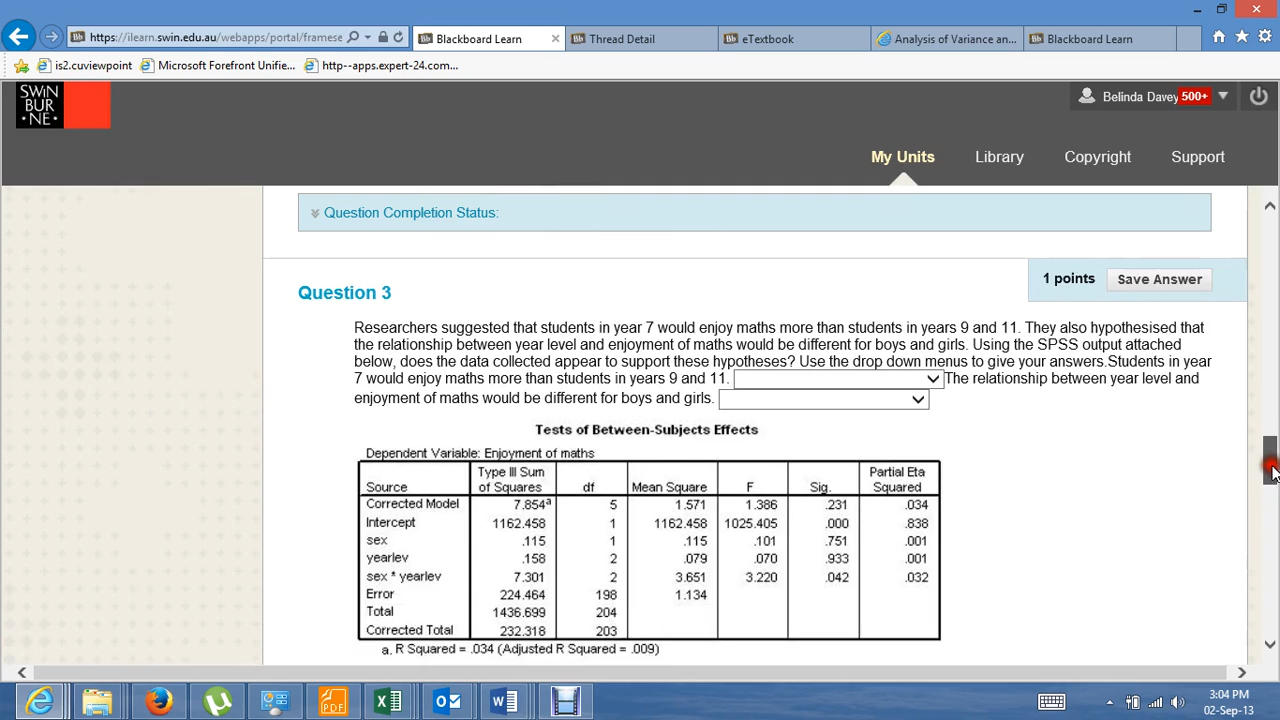 https://ilearn.swin.edu.au/webapps/portal/framese
Blackboard Learn
Thread Detail
eTextbook
Analysis of Variance an...
Blackboard Learn
is2.cuviewpoint
Microsoft Forefront Unifie...
http--apps.expert-24.com...
SWIN
BUR
* NE *
Belinda Davey 500+
My Units Library Copyright Support
Question Completion Status:
1 points Save Answer
Question 3
Researchers suggested that students in year 7 would enjoy maths more than students in years 9 and 11. They also hypothesised that
the relationship between year level and enjoyment of maths would be different for boys and girls. Using the SPSS output attached
below, does the data collected appear to support these hypotheses? Use the drop down menus to give your answers.Students in year
7 would enjoy maths more than students in years 9 and 11. The relationship between year level and
enjoyment of maths would be different for boys and girls.
Tests of Between-Subjects Effects
Dependent Variable: Enjoyment of maths
Source Type III Sum of Squares df Mean Square F Sig. Partial Eta Squared
Corrected Model 7.854a 5 1.571 1.386 .231 .034
Intercept 1162.458 1 1162.458 1025.405 .000 .838
sex .115 1 .115 .101 .751 .001
yearlev .158 2 .079 .070 .933 .001
sex * yearlev 7.301 2 3.651 3.220 .042 .032
Error 224.464 198 1.134
Total 1436.699 204
Corrected Total 232.318 203
a. R Squared = .034 (Adjusted R Squared = .009)
PDF
3:04 PM
02-Sep-13